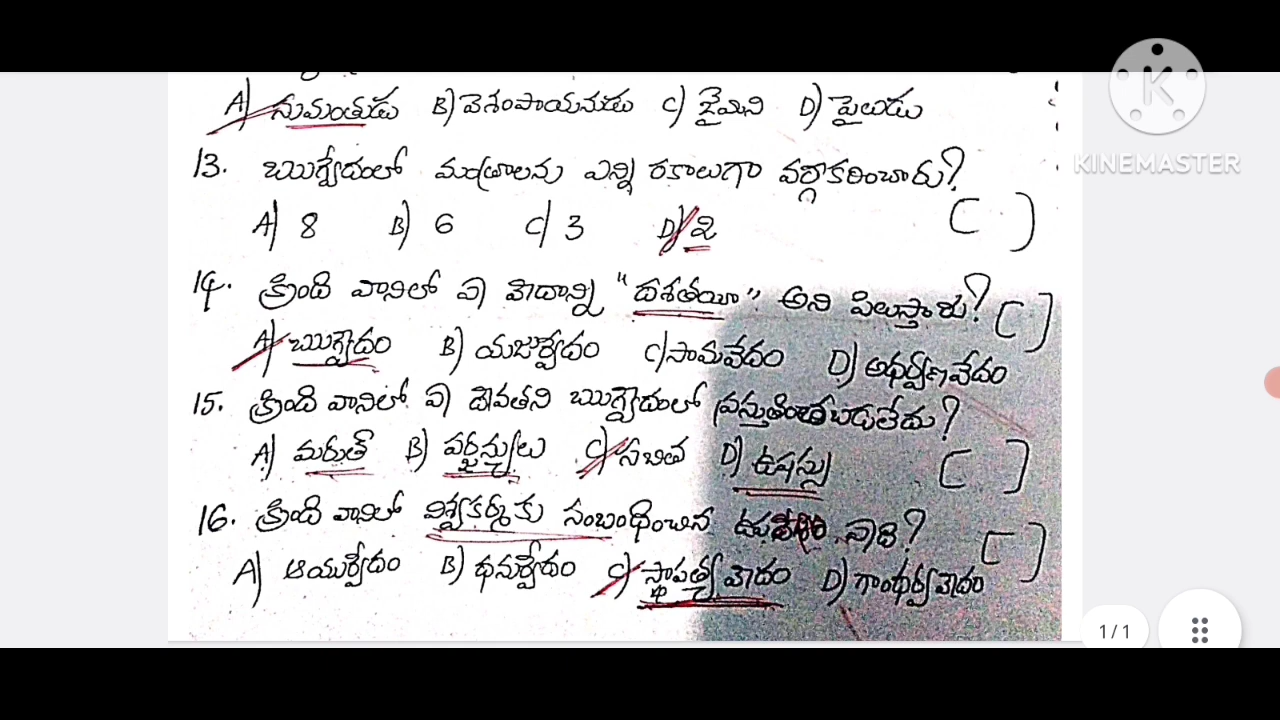 A) సుమంతుడు B) వైశంపాయనుడు C) జైమిని D) పైలుడు
KINEMASTER
13. ఋగ్వేదంలో మంత్రాలను ఎన్ని రకాలుగా వర్గీకరించారు? ( )
A) 8 B) 6 C) 3 D) 2
14. క్రింది వానిలో ఏ వేదాన్ని "దశతయీ" అని పిలుస్తారు? ( )
A) ఋగ్వేదం B) యజుర్వేదం C) సామవేదం D) అథర్వణవేదం
15. క్రింది వానిలో ఏ దేవతని ఋగ్వేదంలో ప్రస్తుతించబడలేదు?
A) మరుత్ B) పర్జన్యులు C) సవిత D) ఉషస్సు ( )
16. క్రింది వానిలో విశ్వకర్మకు సంబంధించిన ఏది? ( )
A) ఆయుర్వేదం B) ధనుర్వేదం C) స్థాపత్యవేదం D) గాంధర్వవేదం
1/1